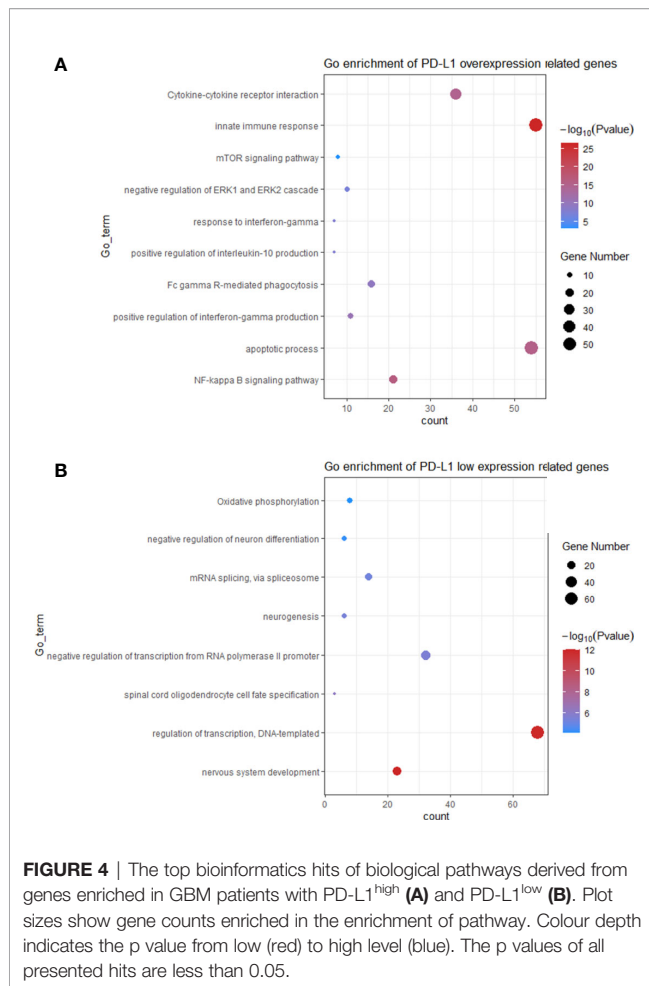 A
Go enrichment of PD-L1 overexpression related genes
Go_term
Cytokine-cytokine receptor interaction
innate immune response
mTOR signaling pathway
negative regulation of ERK1 and ERK2 cascade
response to interferon-gamma
positive regulation of interleukin-10 production
Fc gamma R-mediated phagocytosis
positive regulation of interferon-gamma production
apoptotic process
NF-kappa B signaling pathway
10 20 30 40 50
count
−log10(Pvalue)
25
20
15
10
5
Gene Number
10
20
30
40
50
B
Go enrichment of PD-L1 low expression related genes
Go_term
Oxidative phosphorylation
negative regulation of neuron differentiation
mRNA splicing, via spliceosome
neurogenesis
negative regulation of transcription from RNA polymerase II promoter
spinal cord oligodendrocyte cell fate specification
regulation of transcription, DNA-templated
nervous system development
0 20 40 60
count
Gene Number
20
40
60
−log10(Pvalue)
12
10
8
6
FIGURE 4 | The top bioinformatics hits of biological pathways derived from
genes enriched in GBM patients with PD-L1high (A) and PD-L1low (B). Plot
sizes show gene counts enriched in the enrichment of pathway. Colour depth
indicates the p value from low (red) to high level (blue). The p values of all
presented hits are less than 0.05.